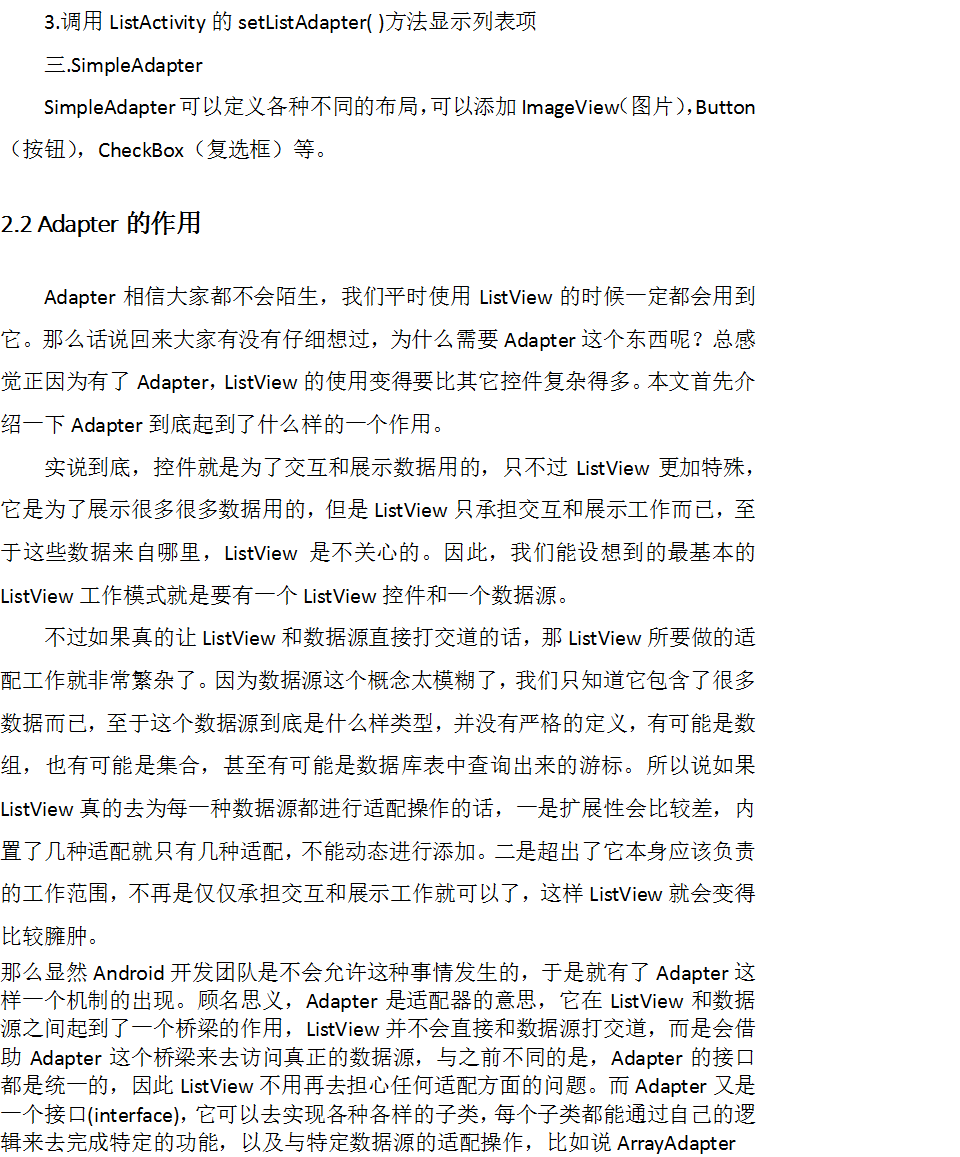 3.调用 ListActivity 的 setListAdapter( )方法显示列表项
三.SimpleAdapter
SimpleAdapter 可以定义各种不同的布局，可以添加 ImageView（图片），Button
（按钮），CheckBox（复选框）等。
2.2 Adapter 的作用
Adapter 相信大家都不会陌生，我们平时使用 ListView 的时候一定都会用到
它。那么话说回来大家有没有仔细想过，为什么需要 Adapter 这个东西呢？总感
觉正因为有了 Adapter，ListView 的使用变得要比其它控件复杂得多。本文首先介
绍一下 Adapter 到底起到了什么样的一个作用。
实说到底，控件就是为了交互和展示数据用的，只不过 ListView 更加特殊，
它是为了展示很多很多数据用的，但是 ListView 只承担交互和展示工作而已，至
于这些数据来自哪里，ListView 是不关心的。因此，我们能设想到的最基本的
ListView 工作模式就是要有一个 ListView 控件和一个数据源。
不过如果真的让 ListView 和数据源直接打交道的话，那 ListView 所要做的适
配工作就非常繁杂了。因为数据源这个概念太模糊了，我们只知道它包含了很多
数据而已，至于这个数据源到底是什么样类型，并没有严格的定义，有可能是数
组，也有可能是集合，甚至有可能是数据库表中查询出来的游标。所以说如果
ListView 真的去为每一种数据源都进行适配操作的话，一是扩展性会比较差，内
置了几种适配就只有几种适配，不能动态进行添加。二是超出了它本身应该负责
的工作范围，不再是仅仅承担交互和展示工作就可以了，这样 ListView 就会变得
比较臃肿。
那么显然 Android 开发团队是不会允许这种事情发生的，于是就有了 Adapter 这
样一个机制的出现。顾名思义，Adapter 是适配器的意思，它在 ListView 和数据
源之间起到了一个桥梁的作用，ListView 并不会直接和数据源打交道，而是会借
助 Adapter 这个桥梁来去访问真正的数据源，与之前不同的是，Adapter 的接口
都是统一的，因此 ListView 不用再去担心任何适配方面的问题。而 Adapter 又是
一个接口(interface)，它可以去实现各种各样的子类，每个子类都能通过自己的逻
辑来去完成特定的功能，以及与特定数据源的适配操作，比如说 ArrayAdapter